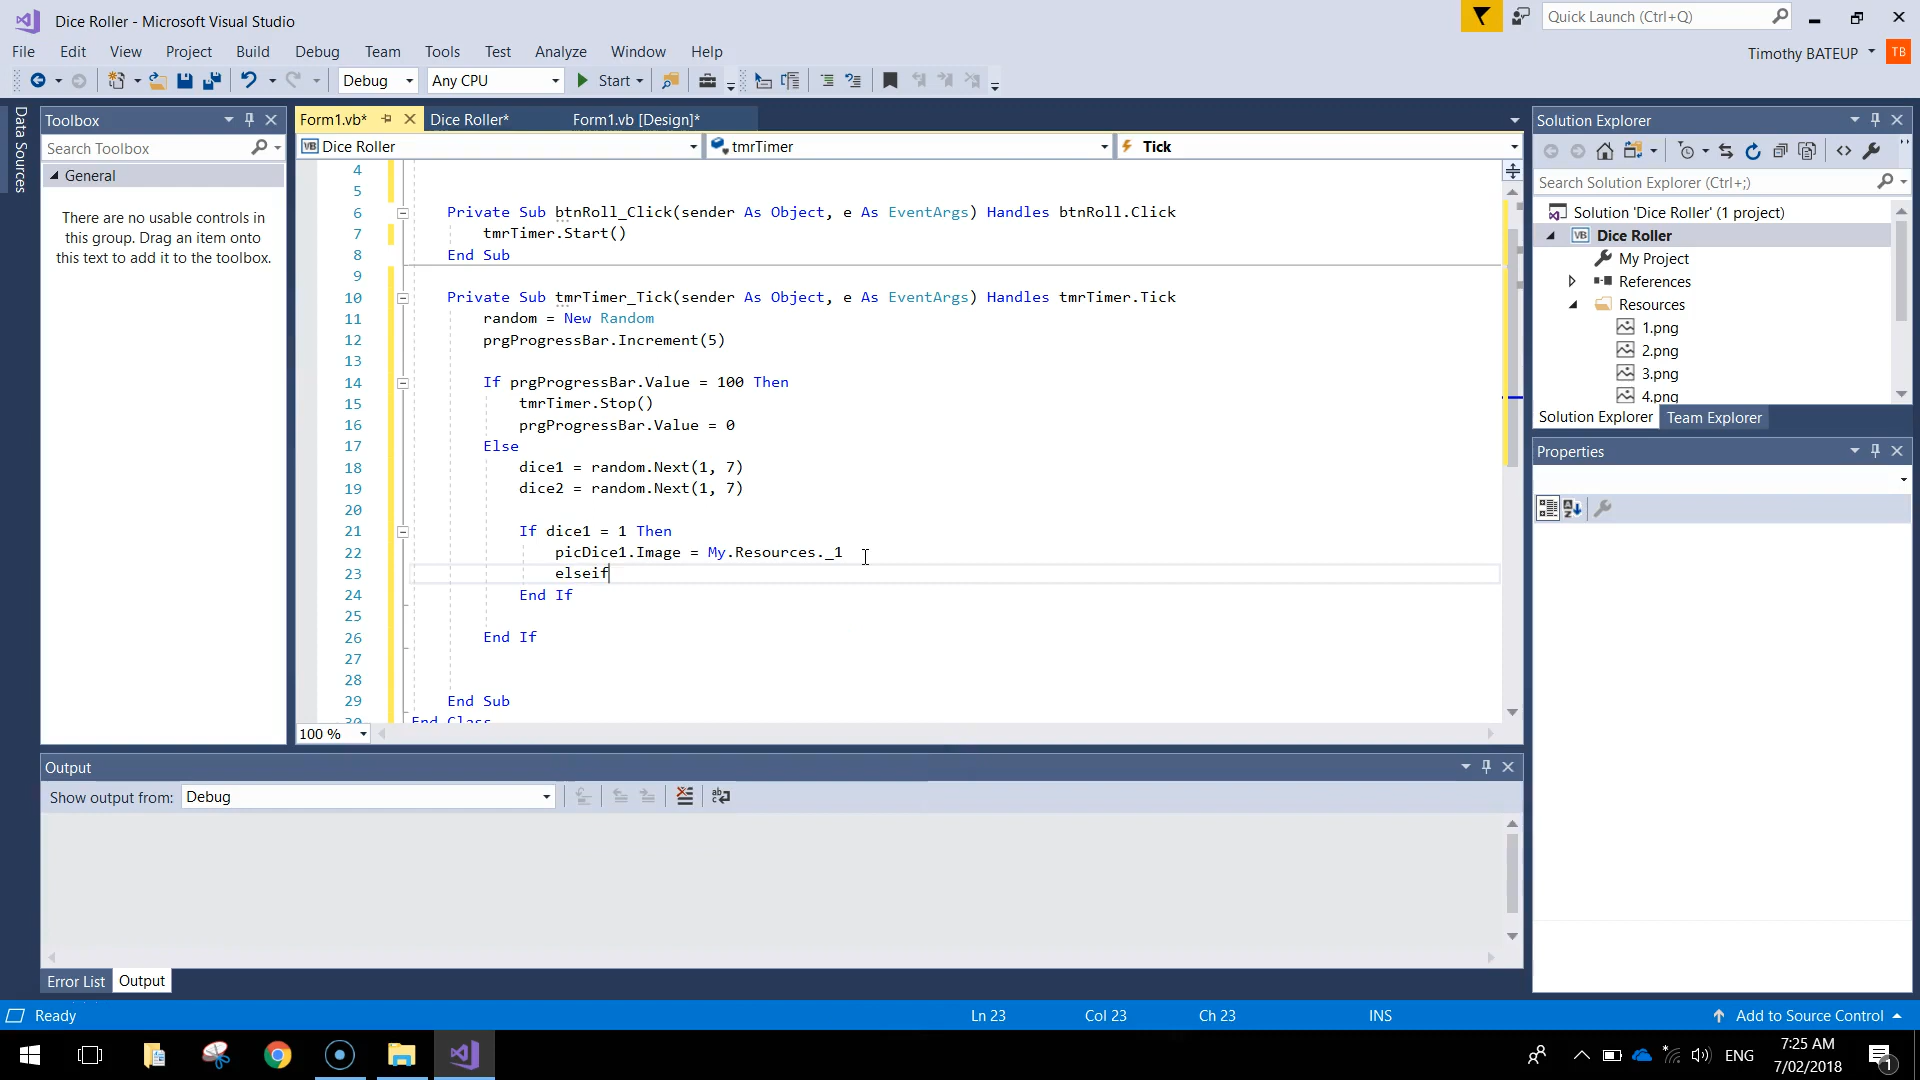 Dice Roller - Microsoft Visual Studio
Quick Launch (Ctrl+Q)
File Edit View Project Build Debug Team Tools Test Analyze Window Help
Timothy BATEUP TB
Debug Any CPU Start
Data Sources
Toolbox
Search Toolbox
General
There are no usable controls in
this group. Drag an item onto
this text to add it to the toolbox.
Form1.vb* Dice Roller* Form1.vb [Design]*
VB Dice Roller tmrTimer Tick
4
5
6 Private Sub btnRoll_Click(sender As Object, e As EventArgs) Handles btnRoll.Click
7 tmrTimer.Start()
8 End Sub
9
10 Private Sub tmrTimer_Tick(sender As Object, e As EventArgs) Handles tmrTimer.Tick
11 random = New Random
12 prgProgressBar.Increment(5)
13
14 If prgProgressBar.Value = 100 Then
15 tmrTimer.Stop()
16 prgProgressBar.Value = 0
17 Else
18 dice1 = random.Next(1, 7)
19 dice2 = random.Next(1, 7)
20
21 If dice1 = 1 Then
22 picDice1.Image = My.Resources._1
23 elseif
24 End If
25
26 End If
27
28
29 End Sub
30 End Class
100 %
Solution Explorer
Search Solution Explorer (Ctrl+;)
Solution 'Dice Roller' (1 project)
VB Dice Roller
My Project
References
Resources
1.png
2.png
3.png
4.png
Solution Explorer Team Explorer
Properties
Output
Show output from: Debug
Error List Output
Ready Ln 23 Col 23 Ch 23 INS Add to Source Control
ENG
7:25 AM
7/02/2018
1